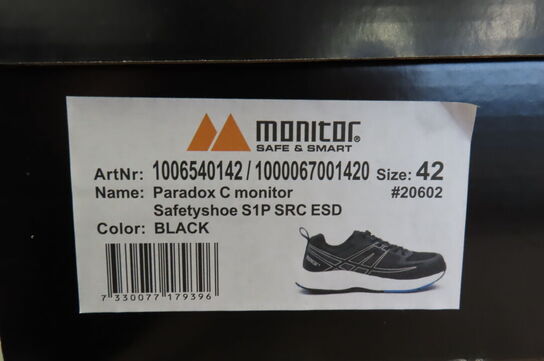 monitor®
SAFE & SMART
ArtNr: 1006540142 / 1000067001420 Size: 42
Name: Paradox C monitor #20602
Safetyshoe S1P SRC ESD
Color: BLACK
7 330077 179396